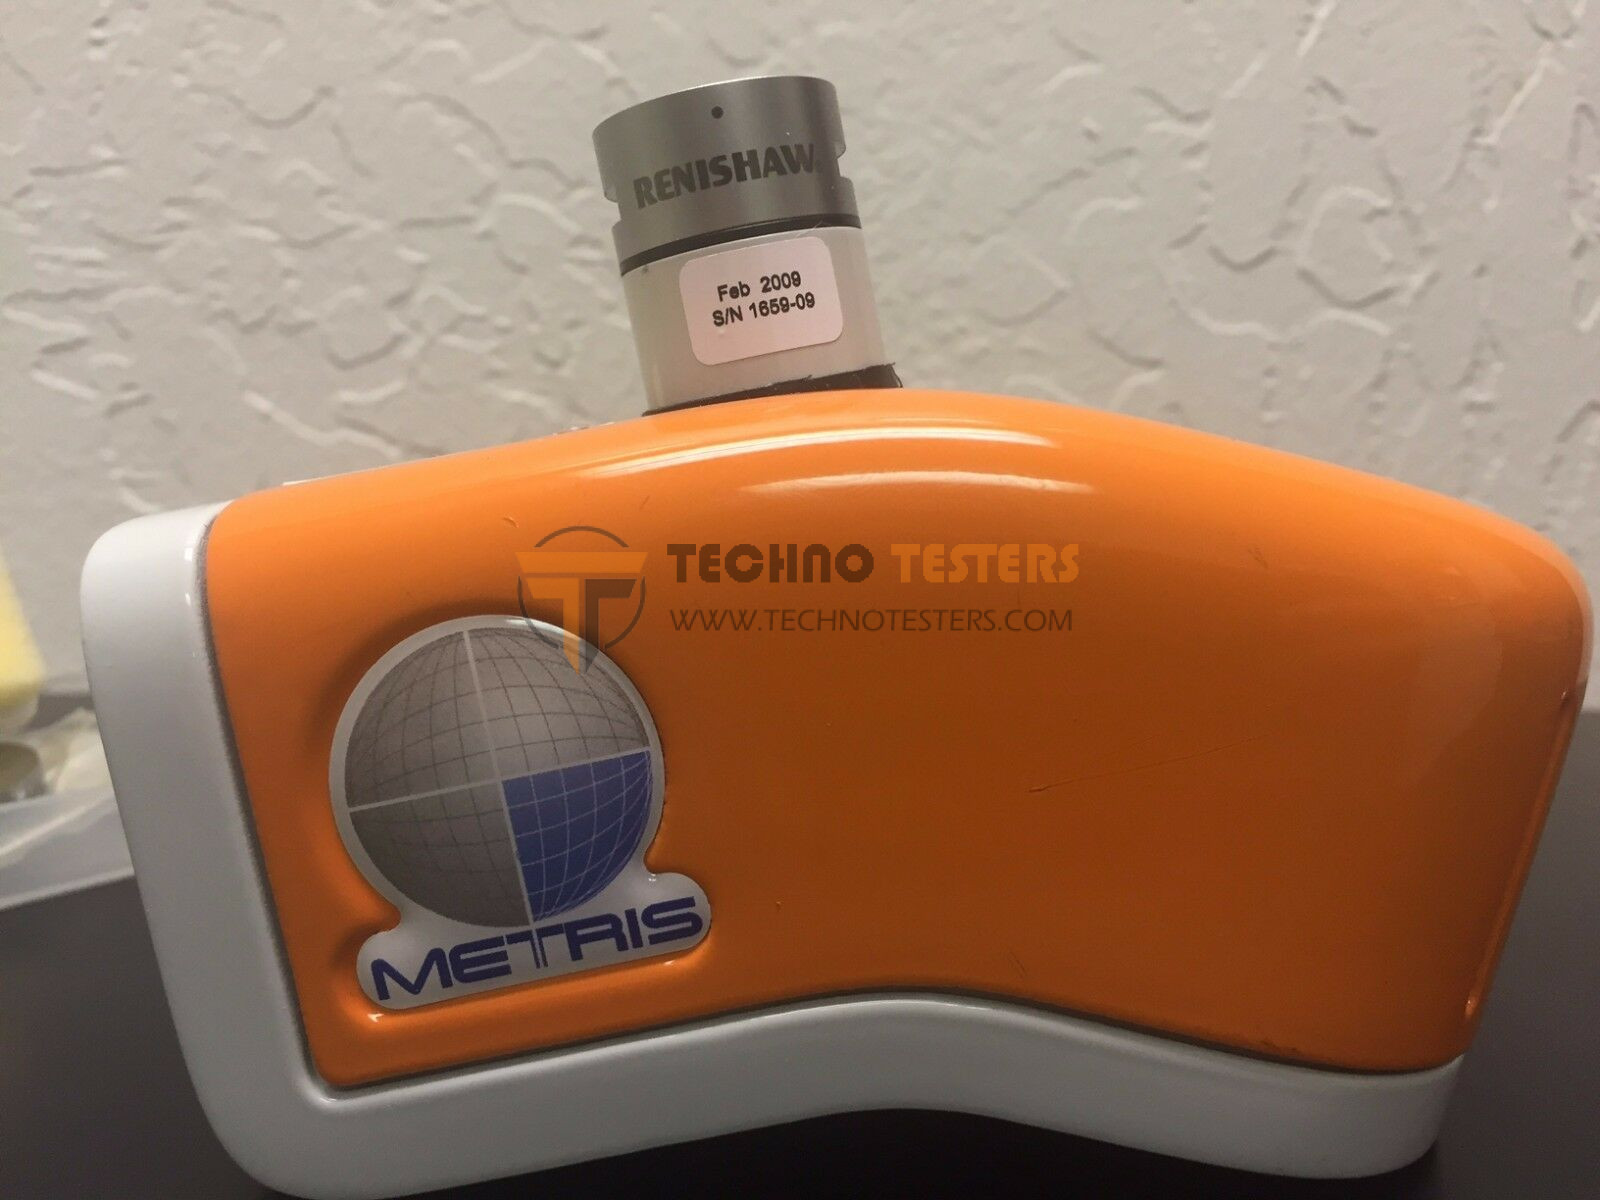 RENISHAW
Feb 2009
S/N 1659-09
TECHNO TESTERS
WWW.TECHNOTESTERS.COM
METRIS